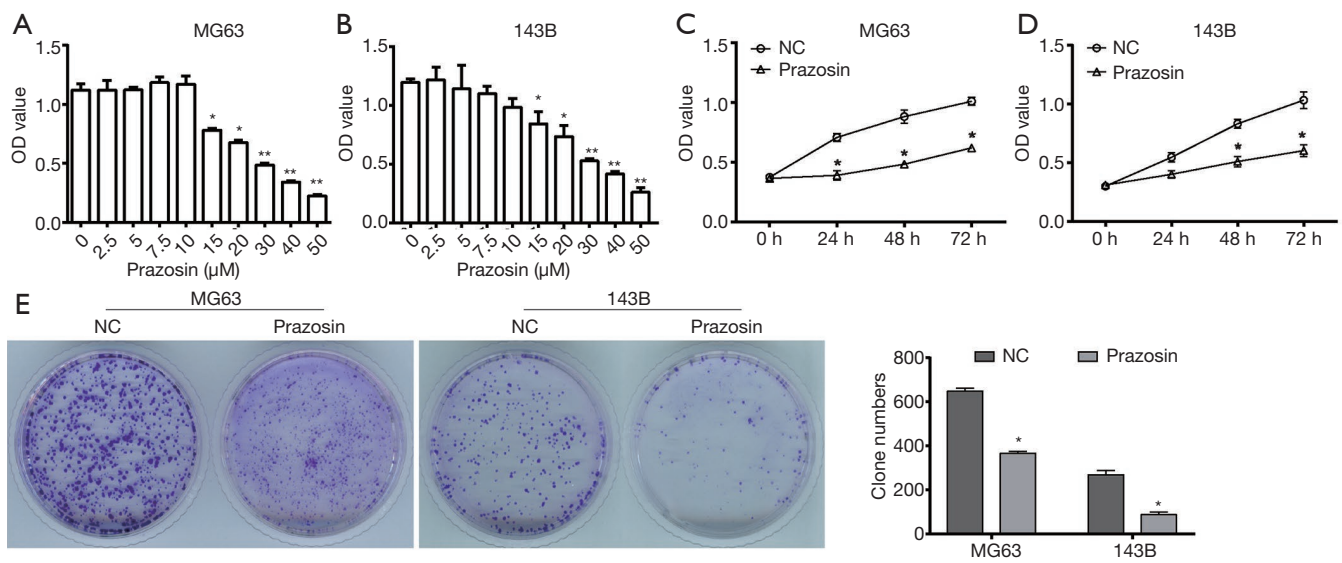 A
MG63
1.5
1.0
0.5
0.0
OD value
* * ** ** **
0 2.5 5 7.5 10 15 20 30 40 50
Prazosin (μM)
B
143B
1.5
1.0
0.5
0.0
OD value
* * ** ** **
0 2.5 5 7.5 10 15 20 30 40 50
Prazosin (μM)
C
MG63
NC
Prazosin
1.5
1.0
0.5
0.0
OD value
* * *
0 h 24 h 48 h 72 h
D
143B
NC
Prazosin
1.5
1.0
0.5
0.0
OD value
* *
0 h 24 h 48 h 72 h
E
MG63
NC Prazosin
143B
NC Prazosin
NC Prazosin
800
600
400
200
0
Clone numbers
* *
MG63 143B